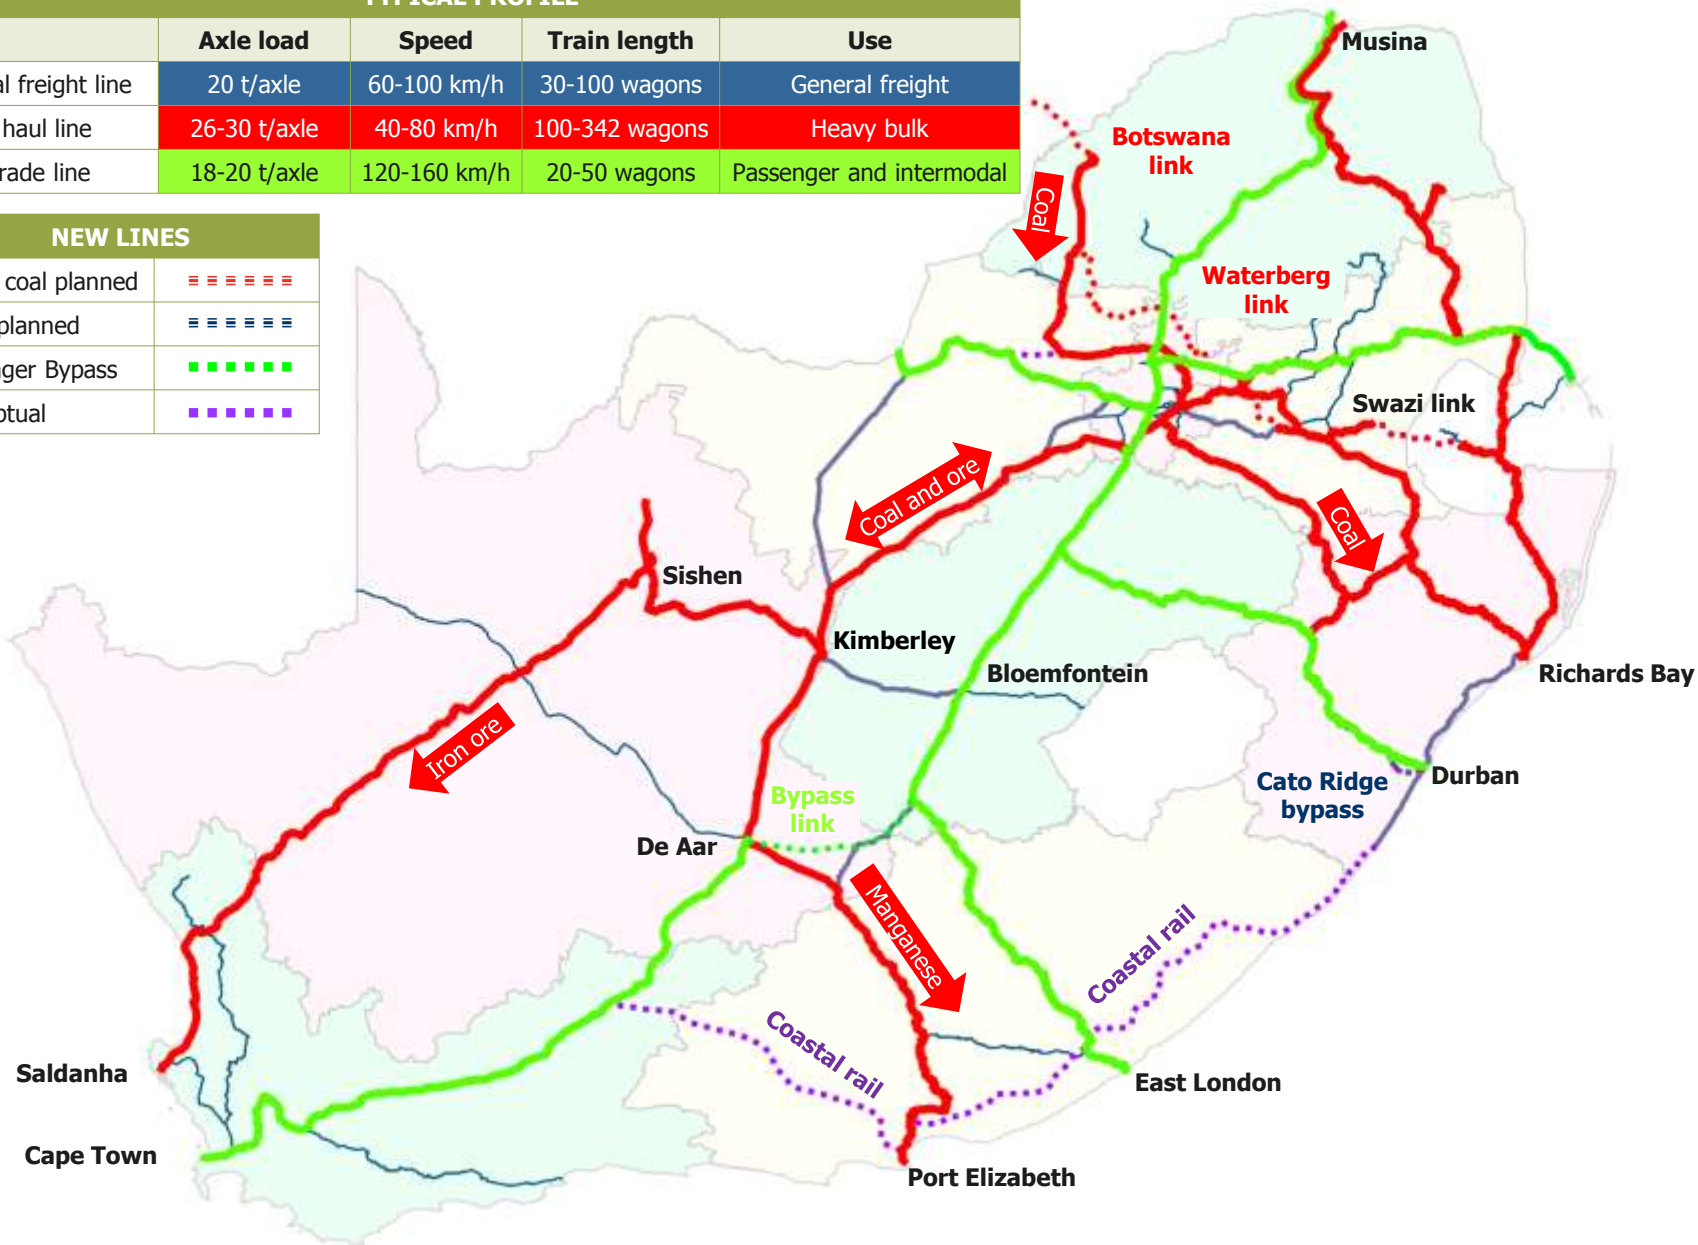 TYPICAL PROFILE
Axle load Speed Train length Use
freight line 20 t/axle 60-100 km/h 30-100 wagons General freight
haul line 26-30 t/axle 40-80 km/h 100-342 wagons Heavy bulk
line 18-20 t/axle 120-160 km/h 20-50 wagons Passenger and intermodal
NEW LINES
coal planned
planned
Bypass
Musina
Botswana
link
Coal
Waterberg
link
Swazi link
Coal and ore
Coal
Sishen
Kimberley
Bloemfontein
Richards Bay
Iron ore
Bypass
link
Cato Ridge
bypass
Durban
De Aar
Manganese
Coastal rail
Coastal rail
Saldanha
East London
Cape Town
Port Elizabeth